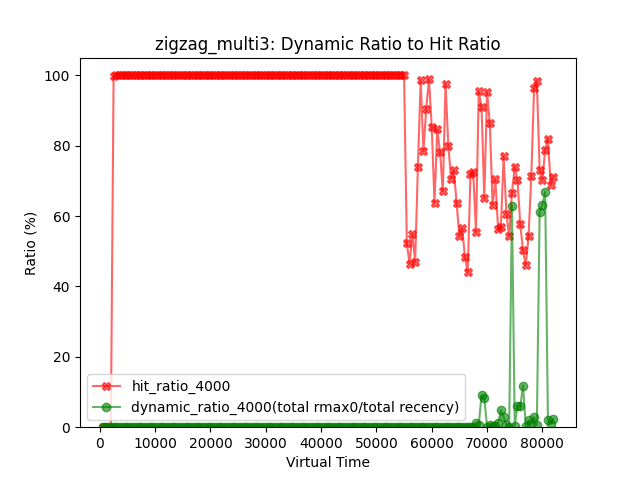 zigzag_multi3: Dynamic Ratio to Hit Ratio
100
80
60
40
20
0
Ratio (%)
hit_ratio_4000
dynamic_ratio_4000(total rmax0/total recency)
0 10000 20000 30000 40000 50000 60000 70000 80000
Virtual Time